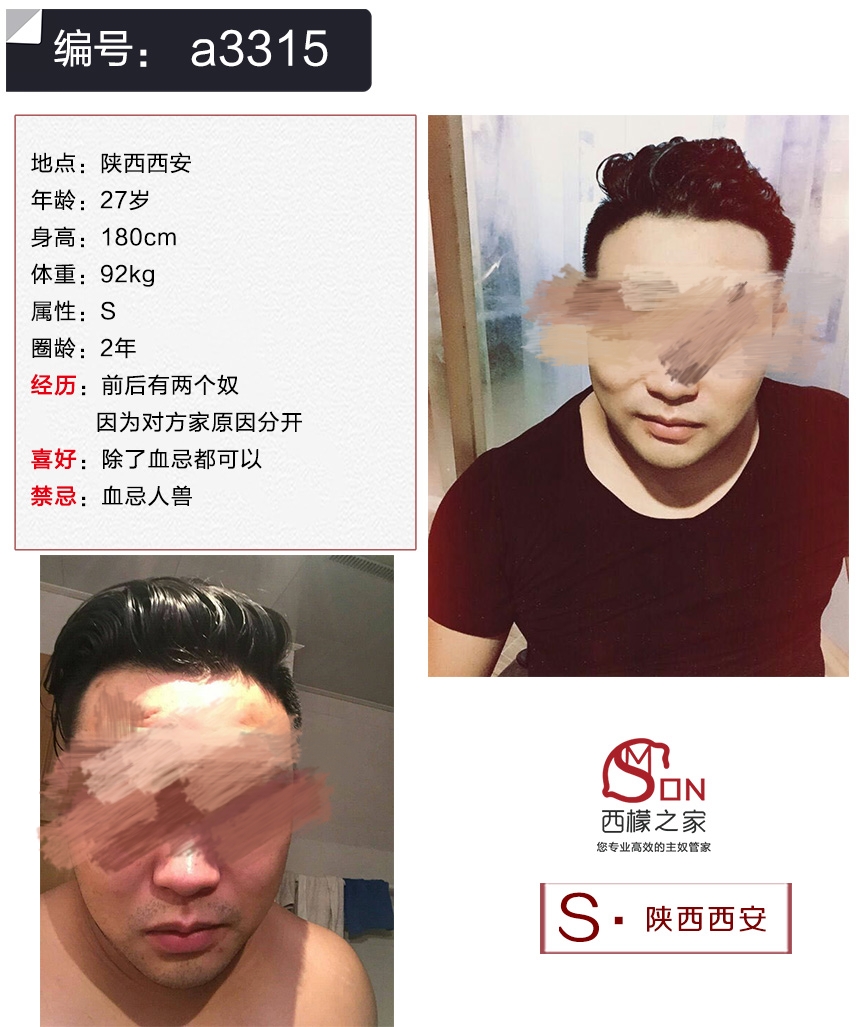 编号： a3315
地点：陕西西安
年龄：27岁
身高：180cm
体重：92kg
属性：S
圈龄：2年
经历：前后有两个奴
因为对方家原因分开
喜好：除了血忌都可以
禁忌：血忌人兽
SMON
西檬之家
您专业高效的主奴管家
S·陕西西安